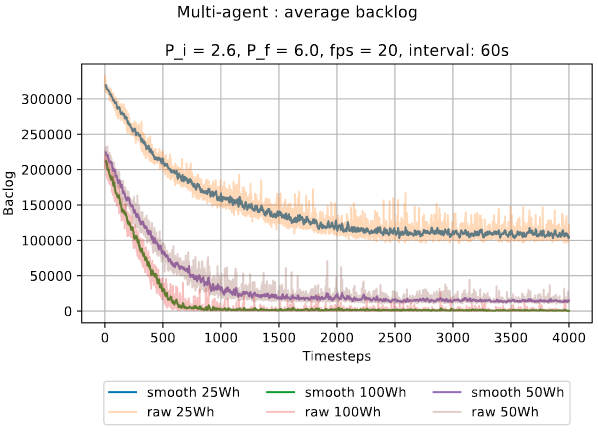 Multi-agent : average backlog
P_i = 2.6, P_f = 6.0, fps = 20, interval: 60s
300000
250000
200000
150000
100000
50000
0
Backlog
0 500 1000 1500 2000 2500 3000 3500 4000
Timesteps
smooth 25Wh smooth 100Wh smooth 50Wh
raw 25Wh raw 100Wh raw 50Wh